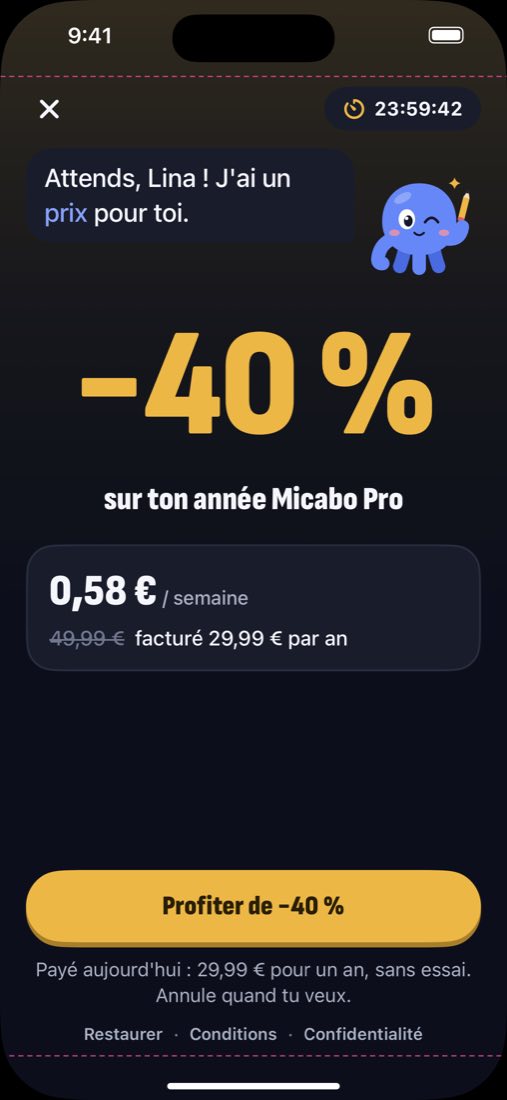 9:41
23:59:42
Attends, Lina ! J'ai un
prix pour toi.
−40 %
sur ton année Micabo Pro
0,58 € / semaine
49,99 € facturé 29,99 € par an
Profiter de −40 %
Payé aujourd'hui : 29,99 € pour un an, sans essai.
Annule quand tu veux.
Restaurer · Conditions · Confidentialité